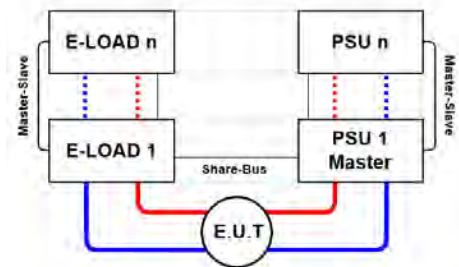 E-LOAD n
PSU n
Master-Slave
Master-Slave
E-LOAD 1
PSU 1
Master
Share-Bus
E.U.T